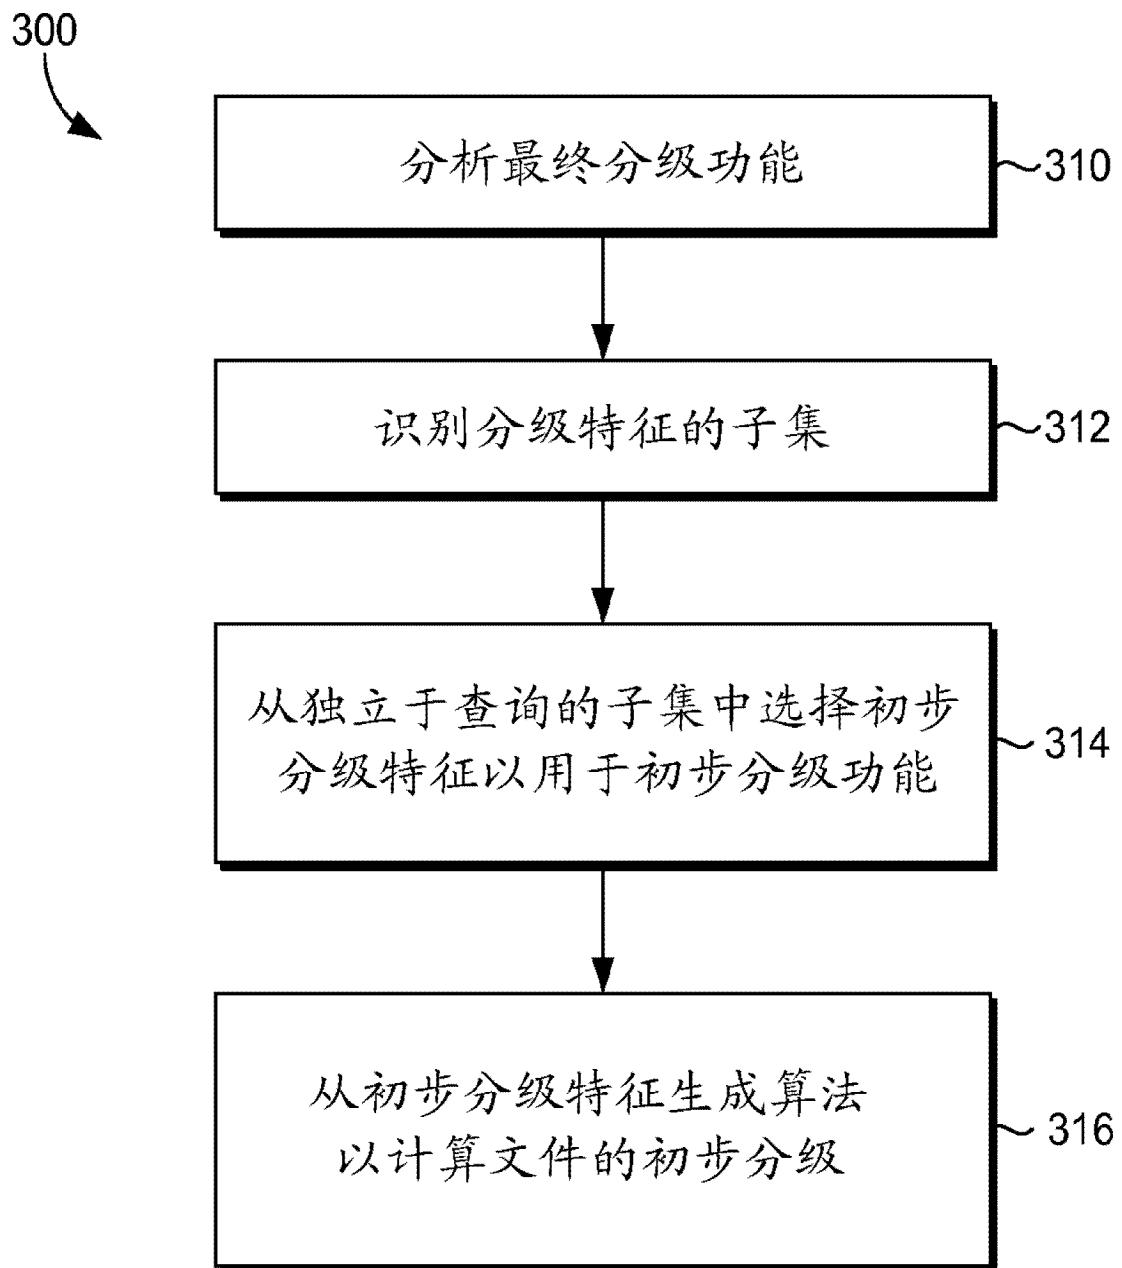 300
分析最终分级功能
310
识别分级特征的子集
312
从独立于查询的子集中选择初步
分级特征以用于初步分级功能
314
从初步分级特征生成算法
以计算文件的初步分级
316